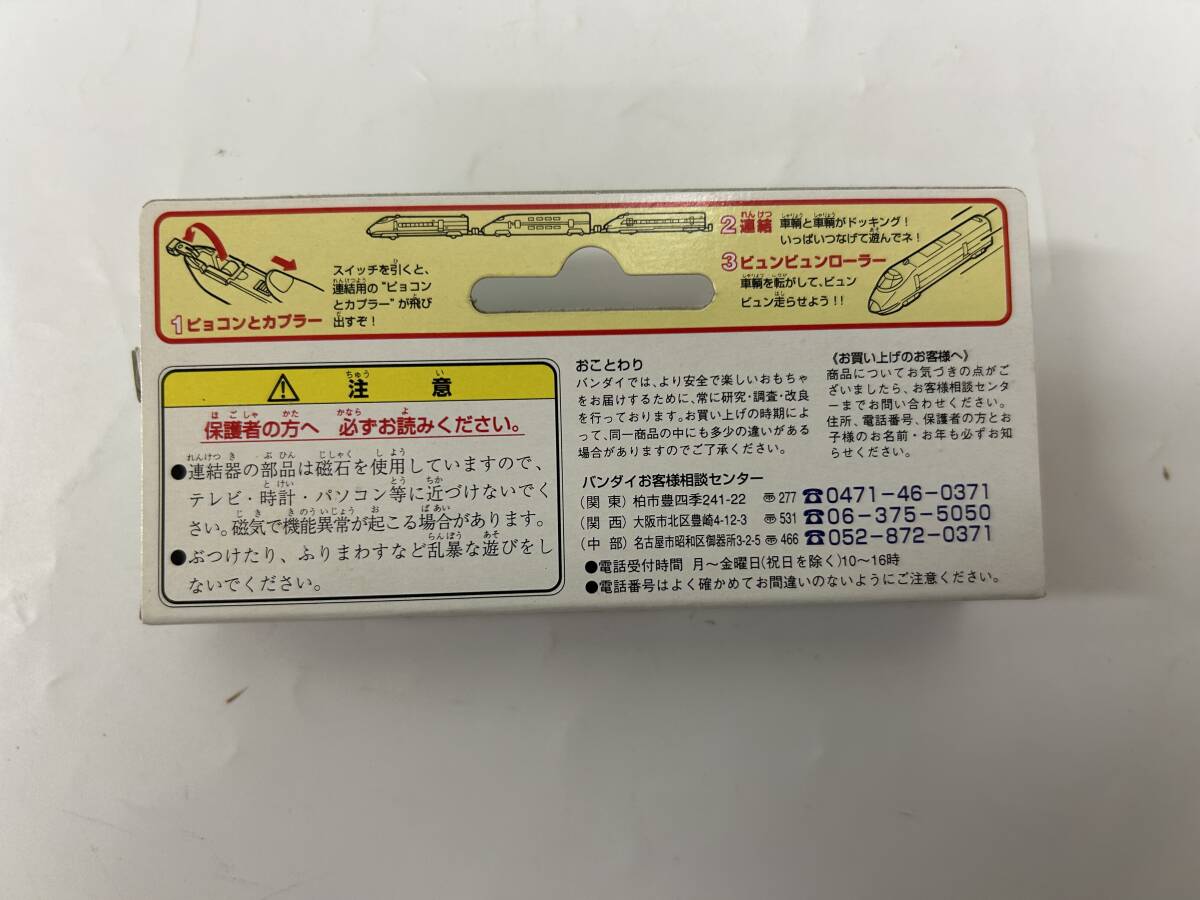 スイッチを引くと、
連結用の"ピョコン
とカプラー"が飛び
出すぞ!
1 ピョコンとカプラー
2 連結 車輌と車輌がドッキング!
いっぱいつなげて遊んでネ!
3 ビュンビュンローラー
車輌を転がして、ビュン
ビュン走らせよう!!
注意
保護者の方へ 必ずお読みください。
●連結器の部品は磁石を使用していますので、
テレビ・時計・パソコン等に近づけないでく
さい。磁気で機能異常が起こる場合があります。
●ぶつけたり、ふりまわすなど乱暴な遊びをし
ないでください。
おことわり
バンダイでは、より安全で楽しいおもちゃ
をお届けするために、常に研究・調査・改良
を行っております。お買い上げの時期によ
って、同一商品の中にも多少の違いがある
場合がありますのでご了承ください。
《お買い上げのお客様へ》
商品についてお気づきの点がご
ざいましたら、お客様相談センタ
ーまでお問い合わせください。
住所、電話番号、保護者の方とお
子様のお名前・お年も必ずお知
らせください。
バンダイお客様相談センター
(関 東) 柏市豊四季241-22 〠277 ☎0471-46-0371
(関 西) 大阪市北区豊崎4-12-3 〠531 ☎06-375-5050
(中 部) 名古屋市昭和区御器所3-2-5 〠466 ☎052-872-0371
●電話受付時間 月〜金曜日(祝日を除く)10〜16時
●電話番号はよく確かめてお間違いのないようにご注意ください。